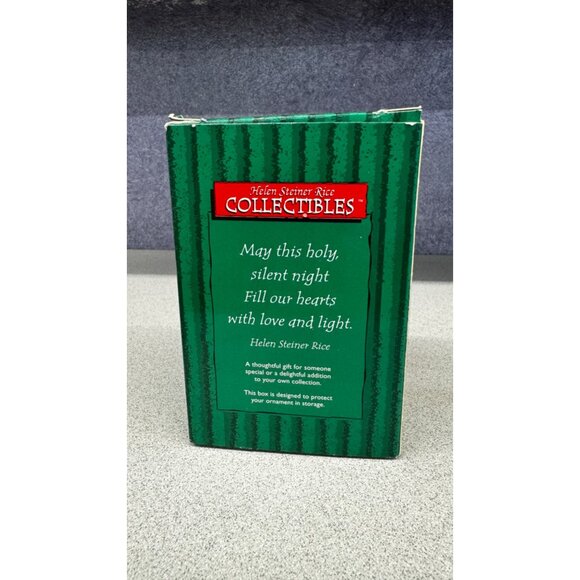 Helen Steiner Rice
COLLECTIBLES™
May this holy,
silent night
Fill our hearts
with love and light.
Helen Steiner Rice
A thoughtful gift for someone
special or a delightful addition
to your own collection.
This box is designed to protect
your ornament in storage.